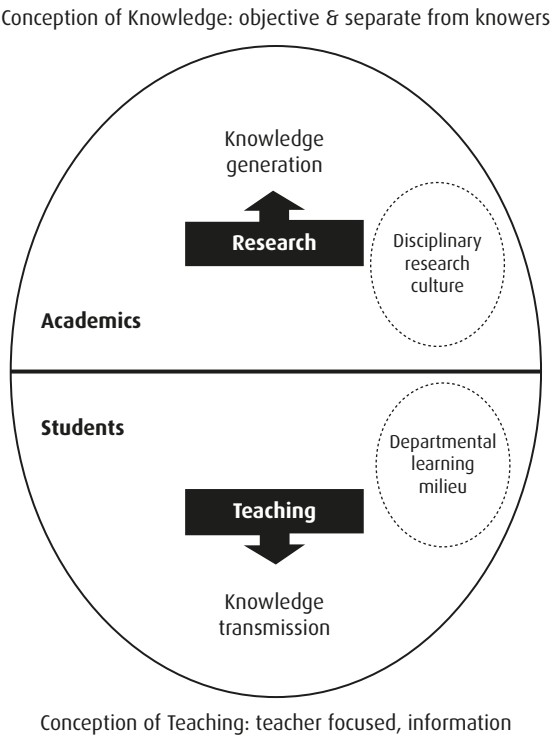 Conception of Knowledge: objective & separate from knowers
Knowledge
generation
Research
Disciplinary
research
culture
Academics
Students
Departmental
learning
milieu
Teaching
Knowledge
transmission
Conception of Teaching: teacher focused, information